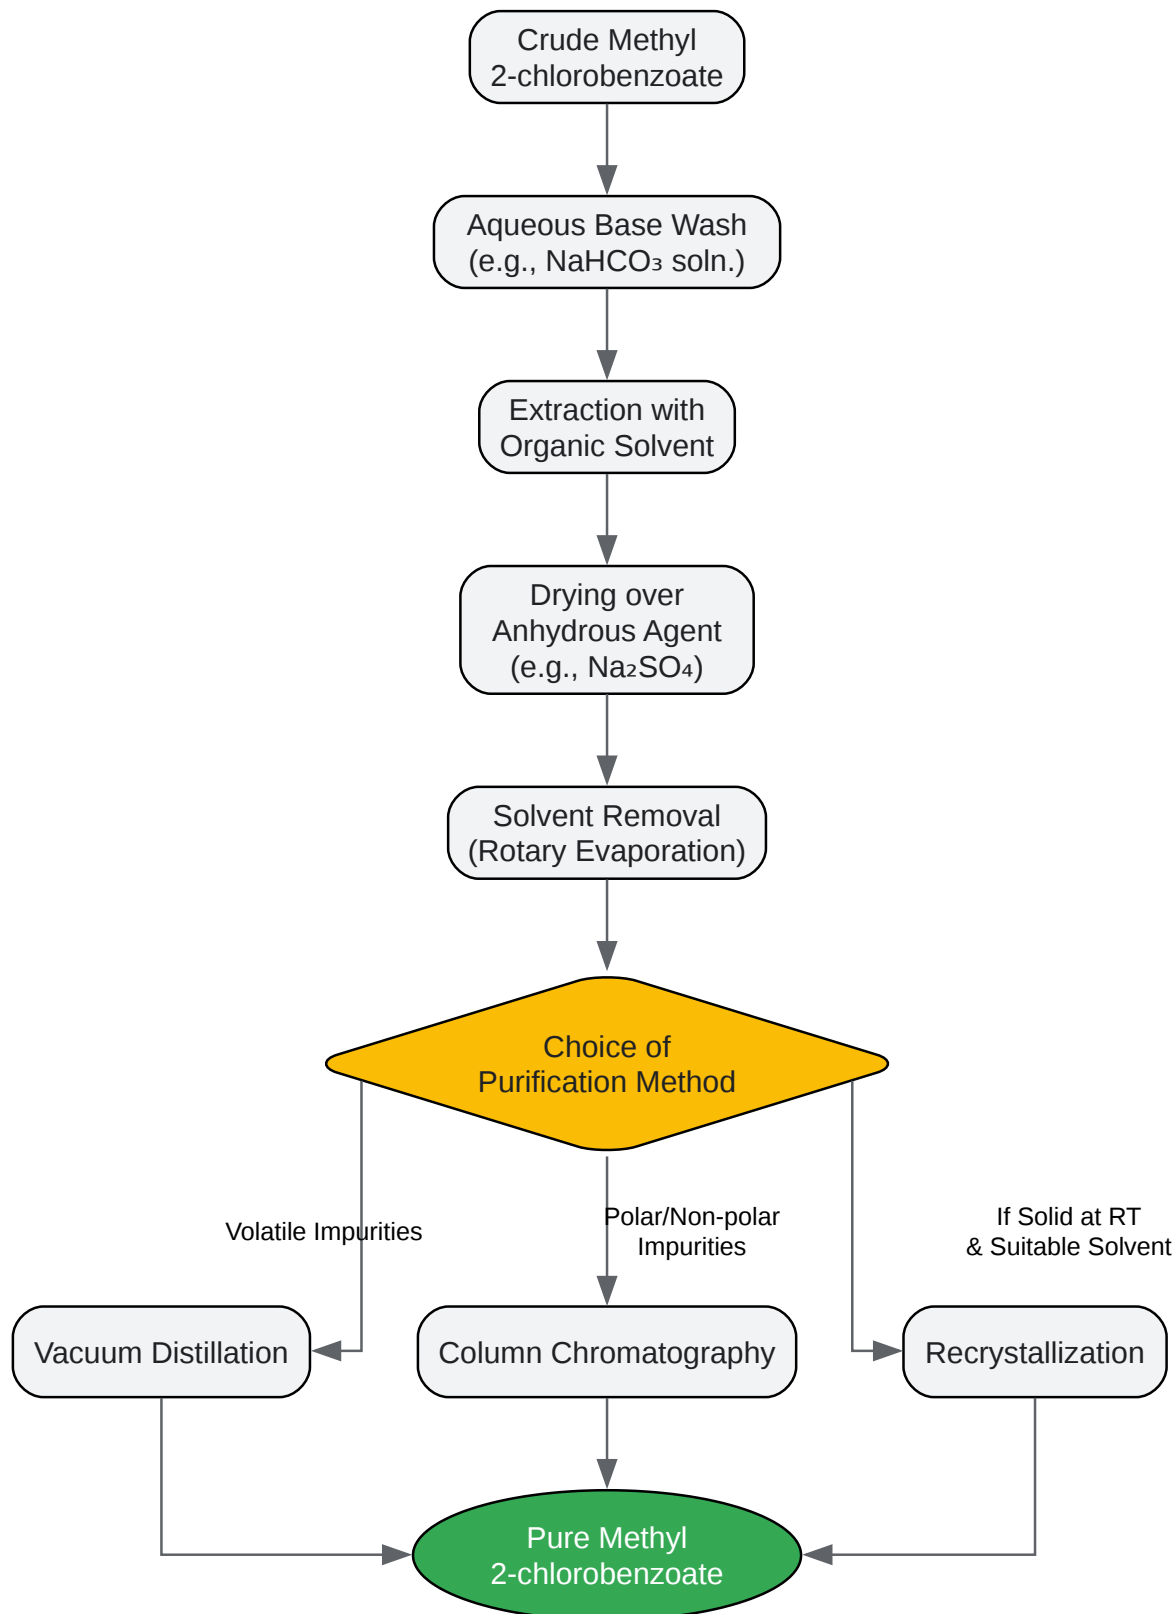 Crude Methyl
2-chlorobenzoate
Aqueous Base Wash
(e.g., NaHCO₃ soln.)
Extraction with
Organic Solvent
Drying over
Anhydrous Agent
(e.g., Na₂SO₄)
Solvent Removal
(Rotary Evaporation)
Choice of
Purification Method
Volatile Impurities
Polar/Non-polar
Impurities
If Solid at RT
& Suitable Solvent
Vacuum Distillation
Column Chromatography
Recrystallization
Pure Methyl
2-chlorobenzoate